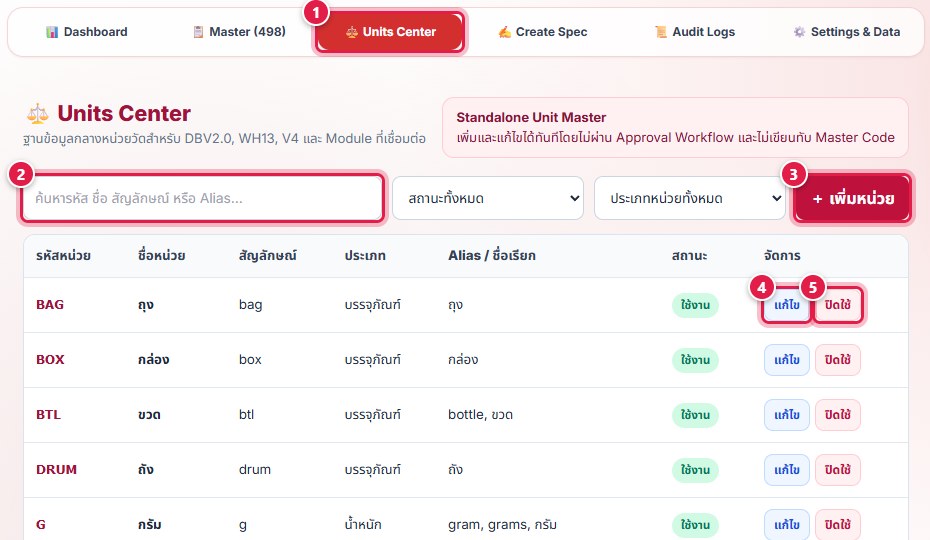 1
Dashboard
Master (498)
Units Center
Create Spec
Audit Logs
Settings & Data
Units Center
ฐานข้อมูลกลางหน่วยวัดสำหรับ DBV2.0, WH13, V4 และ Module ที่เชื่อมต่อ
Standalone Unit Master
เพิ่มและแก้ไขได้ทันทีโดยไม่ผ่าน Approval Workflow และไม่เขียนทับ Master Code
2
ค้นหารหัส ชื่อ สัญลักษณ์ หรือ Alias...
สถานะทั้งหมด
ประเภทหน่วยทั้งหมด
3
+ เพิ่มหน่วย
รหัสหน่วย ชื่อหน่วย สัญลักษณ์ ประเภท Alias / ชื่อเรียก สถานะ จัดการ
4 5
BAG ถุง bag บรรจุภัณฑ์ ถุง ใช้งาน แก้ไข ปิดใช้
BOX กล่อง box บรรจุภัณฑ์ กล่อง ใช้งาน แก้ไข ปิดใช้
BTL ขวด btl บรรจุภัณฑ์ bottle, ขวด ใช้งาน แก้ไข ปิดใช้
DRUM ถัง drum บรรจุภัณฑ์ ถัง ใช้งาน แก้ไข ปิดใช้
G กรัม g น้ำหนัก gram, grams, กรัม ใช้งาน แก้ไข ปิดใช้